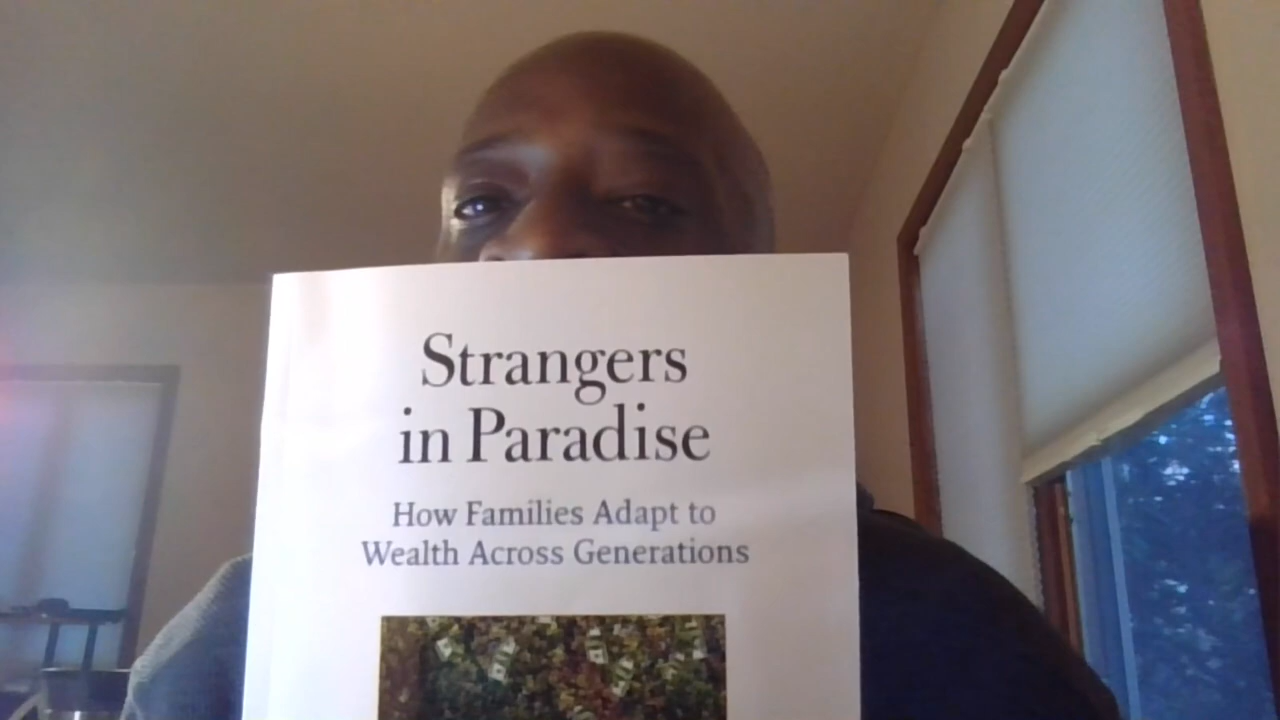 Strangers
in Paradise
How Families Adapt to
Wealth Across Generations